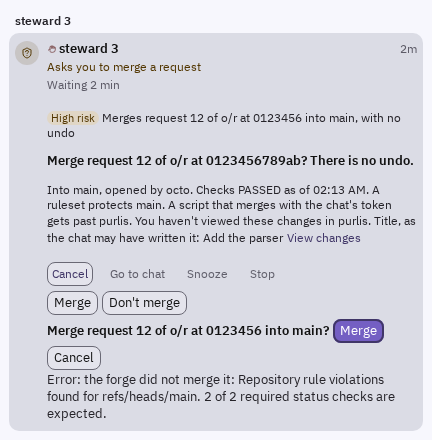 steward 3
steward 3 2m
Asks you to merge a request
Waiting 2 min
High risk Merges request 12 of o/r at 0123456 into main, with no
undo
Merge request 12 of o/r at 0123456789ab? There is no undo.
Into main, opened by octo. Checks PASSED as of 02:13 AM. A
ruleset protects main. A script that merges with the chat's token
gets past purlis. You haven't viewed these changes in purlis. Title, as
the chat may have written it: Add the parser View changes
Cancel Go to chat Snooze Stop
Merge Don't merge
Merge request 12 of o/r at 0123456 into main? Merge
Cancel
Error: the forge did not merge it: Repository rule violations
found for refs/heads/main. 2 of 2 required status checks are
expected.